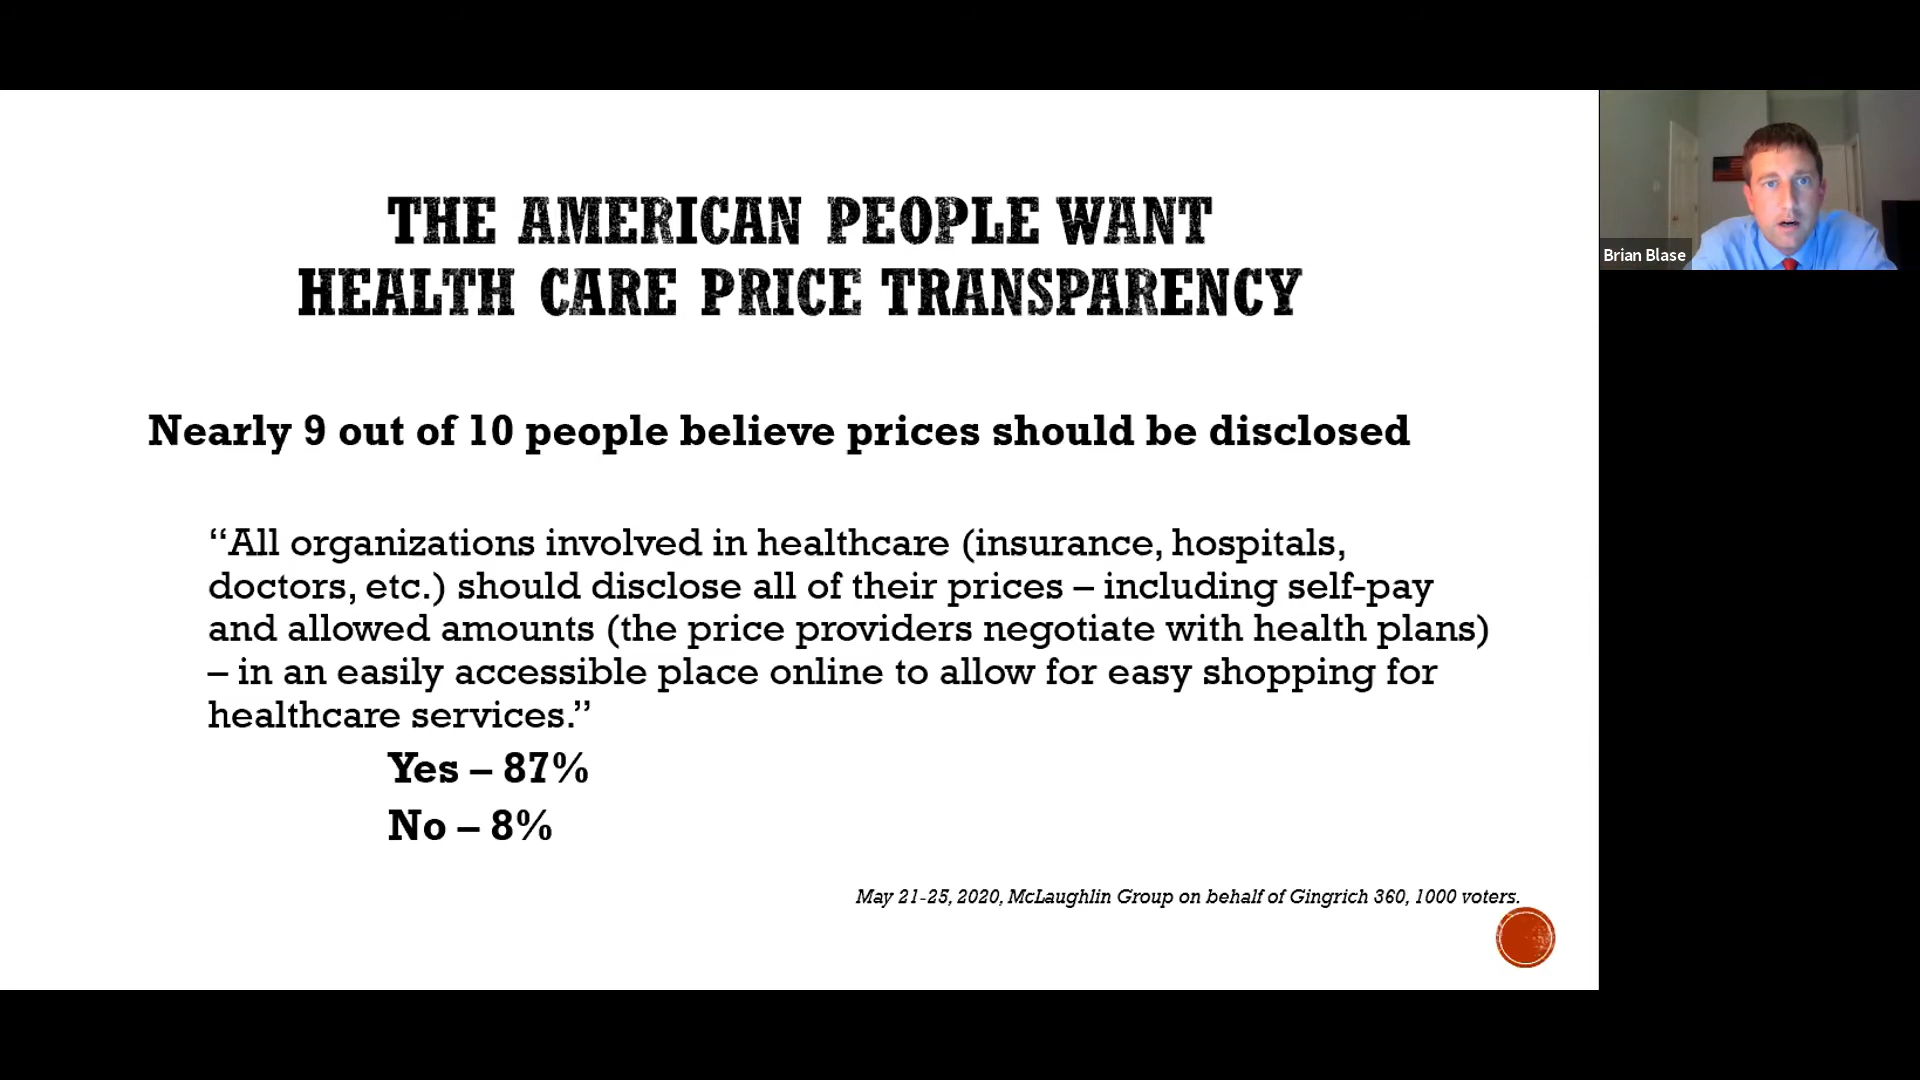 THE AMERICAN PEOPLE WANT
HEALTH CARE PRICE TRANSPARENCY
Nearly 9 out of 10 people believe prices should be disclosed
“All organizations involved in healthcare (insurance, hospitals,
doctors, etc.) should disclose all of their prices – including self-pay
and allowed amounts (the price providers negotiate with health plans)
– in an easily accessible place online to allow for easy shopping for
healthcare services.”
Yes – 87%
No – 8%
May 21-25, 2020, McLaughlin Group on behalf of Gingrich 360, 1000 voters.
Brian Blase